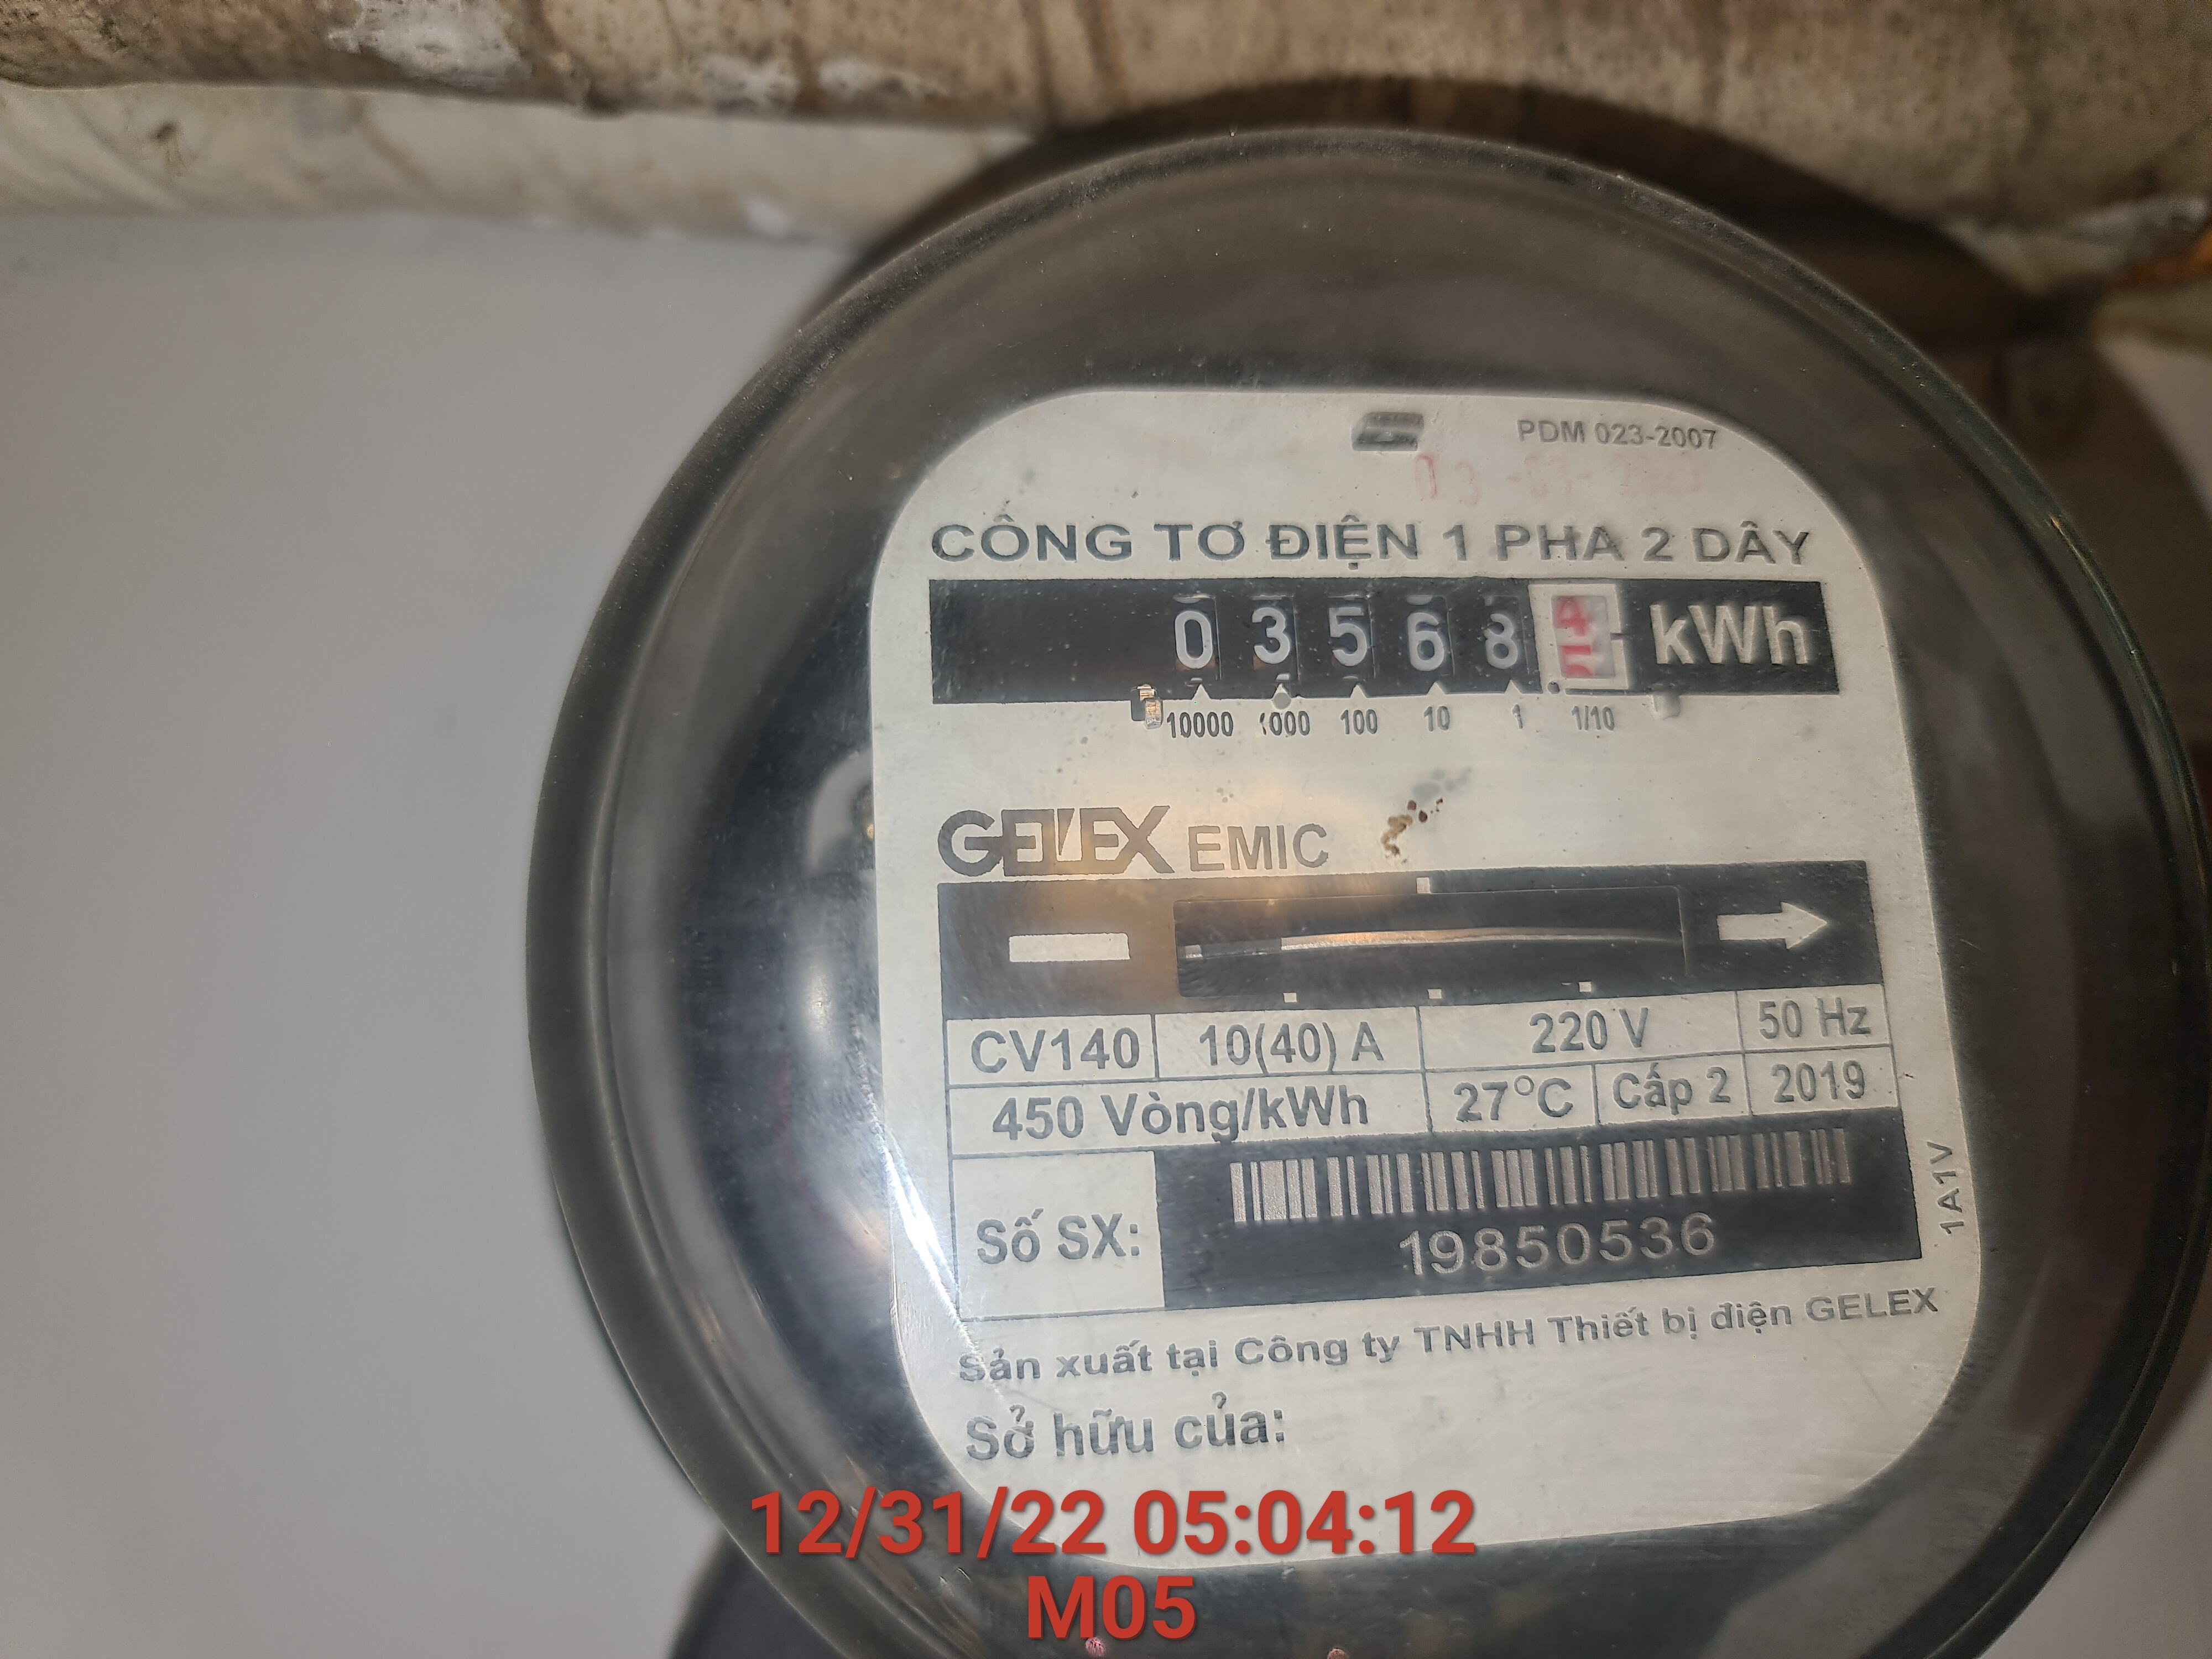 PDM 023-2007
CÔNG TƠ ĐIỆN 1 PHA 2 DÂY
0 3 5 6 8 4 5 kWh
10000 1000 100 10 1 1/10
GELEX EMIC
CV140 10(40) A 220 V 50 Hz
450 Vòng/kWh 27°C Cấp 2 2019
Số SX: 19850536
1A1V
Sản xuất tại Công ty TNHH Thiết bị điện GELEX
Sở hữu của:
12/31/22 05:04:12
M05